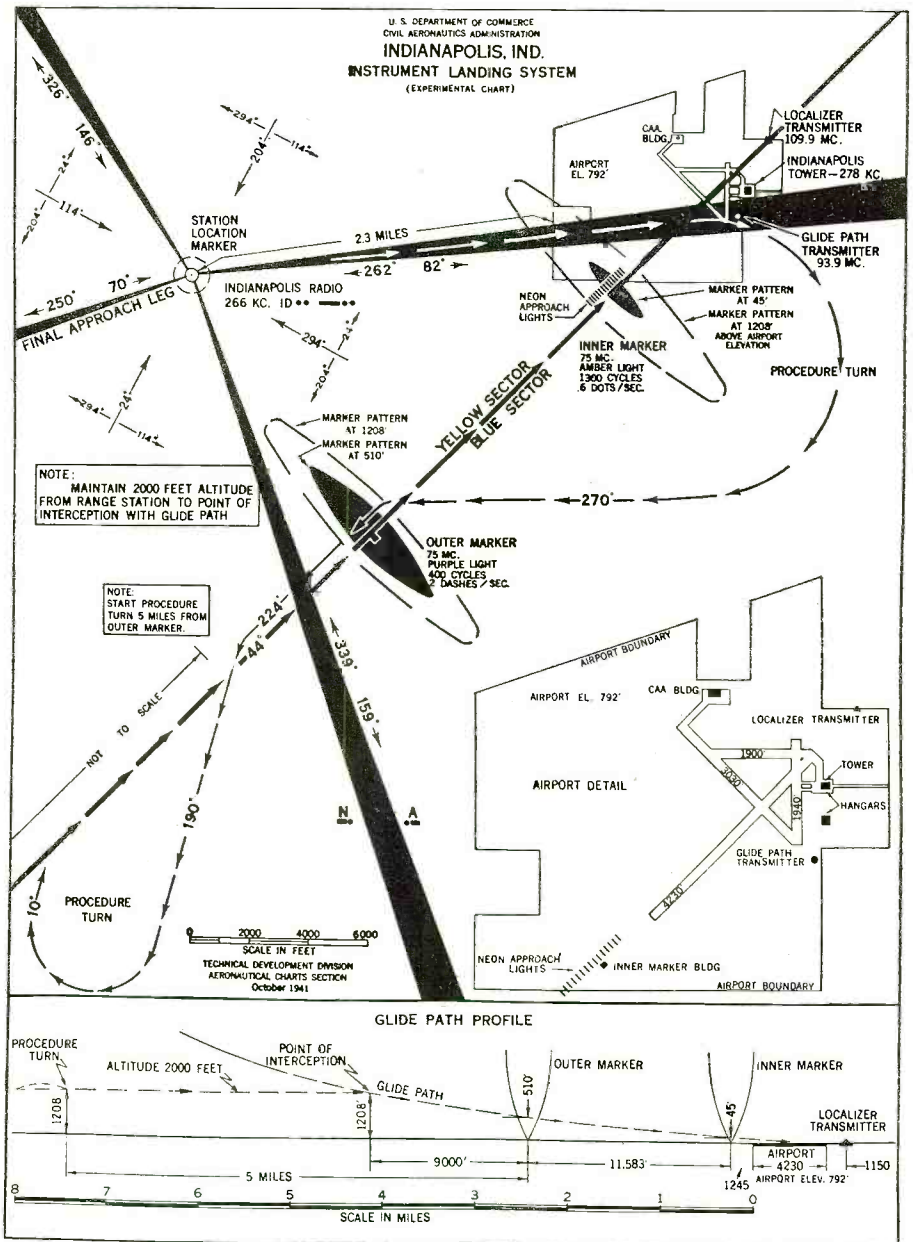 U. S. DEPARTMENT OF COMMERCE
CIVIL AERONAUTICS ADMINISTRATION
INDIANAPOLIS, IND.
INSTRUMENT LANDING SYSTEM
(EXPERIMENTAL CHART)
326°
146°
294°
114°
204°
24°
204°
114°
CAA
BLDG.
AIRPORT
EL. 792'
LOCALIZER
TRANSMITTER
109.9 MC.
INDIANAPOLIS
TOWER—278 KC.
STATION
LOCATION
MARKER
2.3 MILES
262°
82°
GLIDE PATH
TRANSMITTER
93.9 MC.
250°
70°
FINAL APPROACH LEG
INDIANAPOLIS RADIO
266 KC. ID •• ▬••
NEON
APPROACH
LIGHTS
MARKER PATTERN
AT 45'
MARKER PATTERN
AT 1208'
ABOVE AIRPORT
ELEVATION
INNER MARKER
75 MC.
AMBER LIGHT
1300 CYCLES
6 DOTS/SEC.
PROCEDURE TURN
294°
24°
204°
294°
24°
114°
MARKER PATTERN
AT 1208'
MARKER PATTERN
AT 510'
YELLOW SECTOR
BLUE SECTOR
270°
NOTE:
MAINTAIN 2000 FEET ALTITUDE
FROM RANGE STATION TO POINT OF
INTERCEPTION WITH GLIDE PATH
OUTER MARKER
75 MC.
PURPLE LIGHT
400 CYCLES
2 DASHES/SEC.
NOTE:
START PROCEDURE
TURN 5 MILES FROM
OUTER MARKER.
224°
44°
339°
159°
NOT TO SCALE
190°
10°
PROCEDURE
TURN
N
A
0 2000 4000 6000
SCALE IN FEET
TECHNICAL DEVELOPMENT DIVISION
AERONAUTICAL CHARTS SECTION
October 1941
AIRPORT BOUNDARY
AIRPORT EL. 792'
CAA BLDG.
LOCALIZER TRANSMITTER
1900'
TOWER
3030'
AIRPORT DETAIL
1940'
HANGARS
GLIDE PATH
TRANSMITTER
4230'
NEON APPROACH
LIGHTS
INNER MARKER BLDG
AIRPORT BOUNDARY
GLIDE PATH PROFILE
PROCEDURE
TURN
ALTITUDE 2000 FEET
POINT OF
INTERCEPTION
GLIDE PATH
510'
OUTER MARKER
INNER MARKER
45'
1208
1208'
LOCALIZER
TRANSMITTER
9000'
11.583'
AIRPORT
4230
1150
5 MILES
1245
AIRPORT ELEV. 792'
8 7 6 5 4 3 2 1 0
SCALE IN MILES